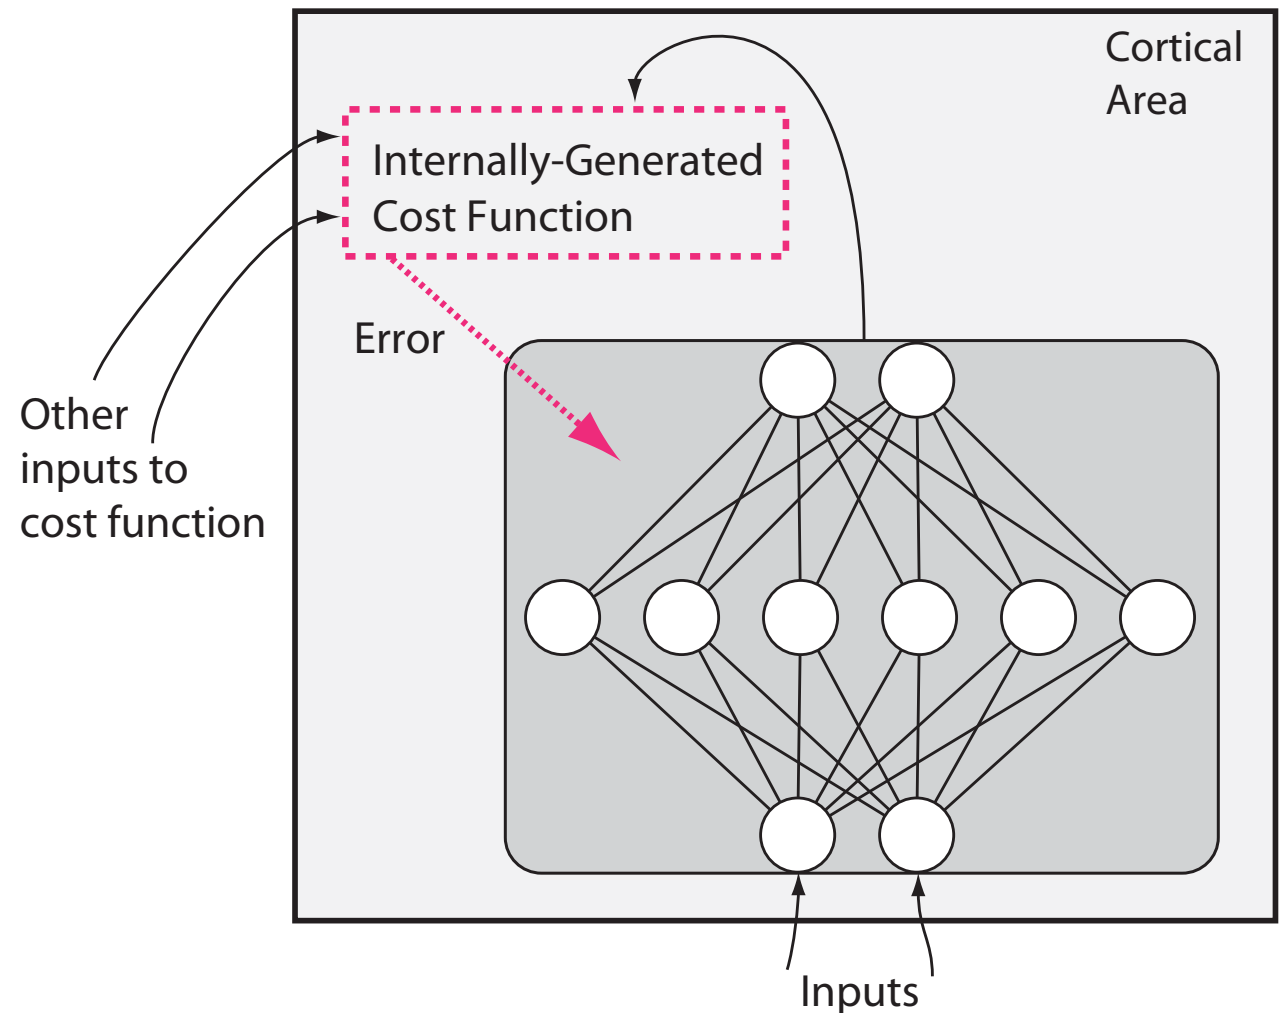 Cortical
Area
Internally-Generated
Cost Function
Error
Other
inputs to
cost function
Inputs